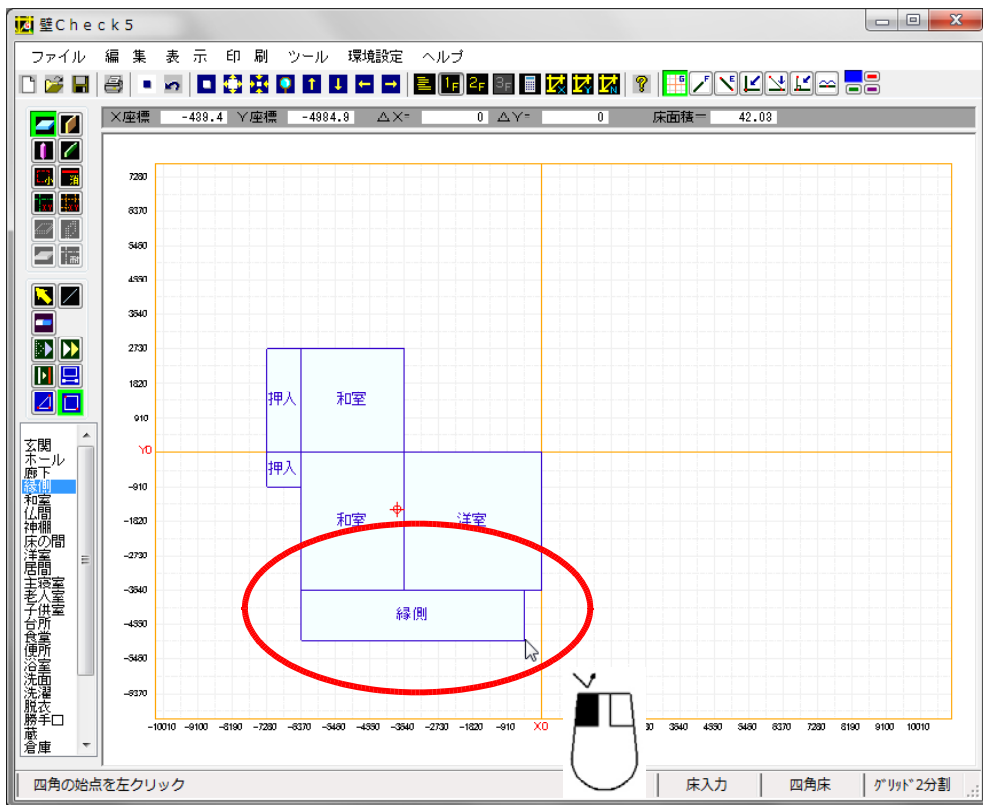 壁Check5
ファイル 編 集 表 示 印 刷 ツール 環境設定 ヘルプ
X座標 -439.4 Y座標 -4984.9 △X= 0 △Y= 0 床面積= 42.03
7280
6370
5460
4550
3640
2730
1820
910
Y0
-910
-1820
-2730
-3640
-4550
-5460
-6370
押入 和室
押入
和室 洋室
縁側
-10010 -9100 -8190 -7280 -6370 -5460 -4550 -3640 -2730 -1820 -910 X0 3640 4550 5460 6370 7280 8190 9100 10010
玄関
ホール
廊下
縁側
和室
仏間
神棚
床の間
洋室
居間
主寝室
老人室
子供室
台所
食堂
便所
浴室
洗面
洗濯
脱衣
勝手口
蔵
倉庫
四角の始点を左クリック 床入力 四角床 グリッド2分割